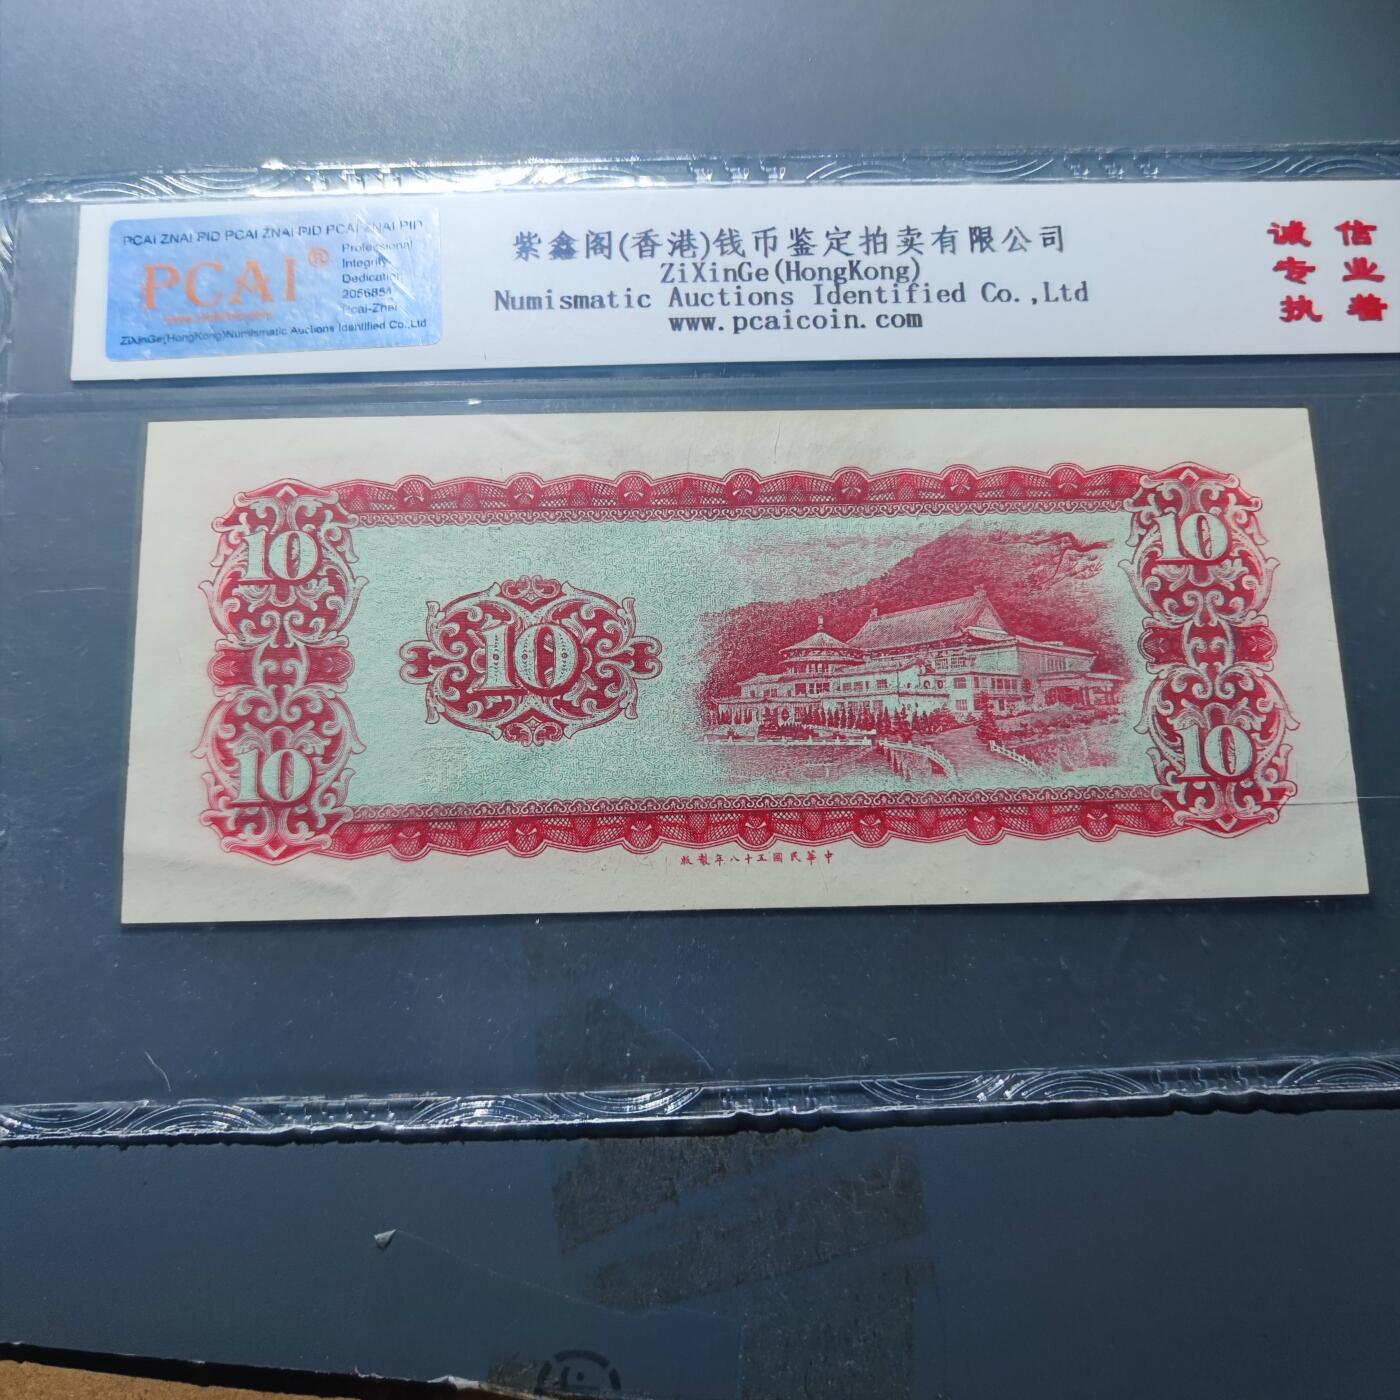 PCAI ZNAI PID PCAI ZNAI PID PCAI ZNAI PID
PCAI®
Professional
Integrity
Dedication
2056854
Pcai-Zhei
ZiXinGe(HongKong)Numismatic Auctions Identified Co.,Ltd
紫鑫阁(香港)钱币鉴定拍卖有限公司
ZiXinGe(HongKong)
Numismatic Auctions Identified Co.,Ltd
www.pcaicoin.com
诚信
专业
执着
10
10
10
10
10
版製年八十五國民華中